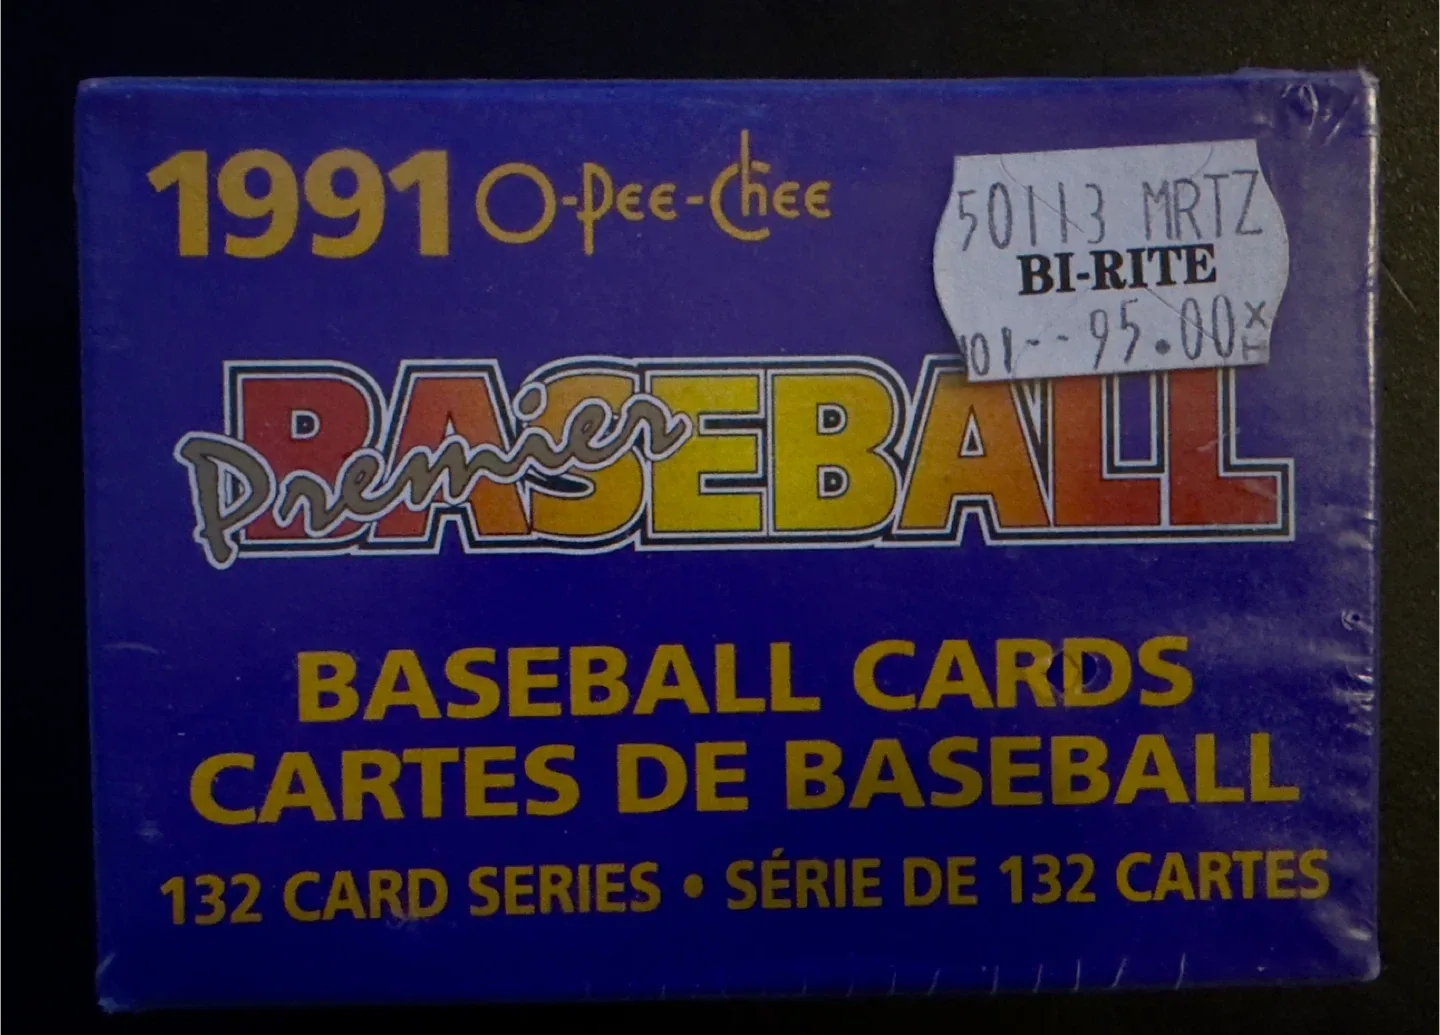 1991 O-Pee-Chee
50113 MRTZ
BI-RITE
01--95.00 X T
Premier
BASEBALL
BASEBALL CARDS
CARTES DE BASEBALL
132 CARD SERIES • SÉRIE DE 132 CARTES